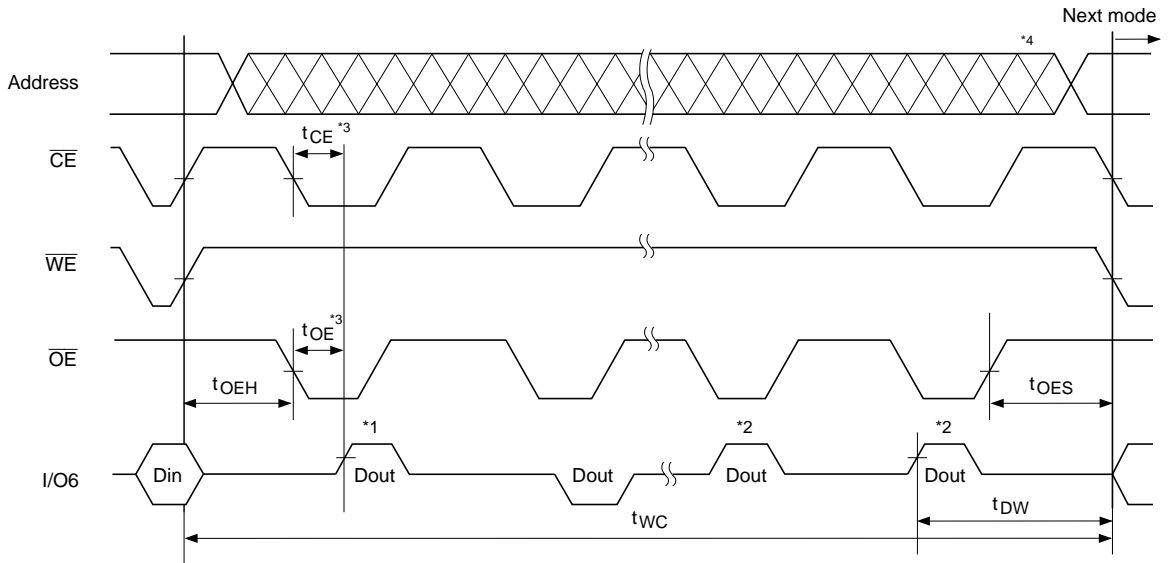 Next mode
*4
Address
tCE *3
CE
WE
tOE *3
OE
tOEH
tOES
*1
*2
*2
Din
I/O6
Dout
Dout
Dout
Dout
tWC
tDW